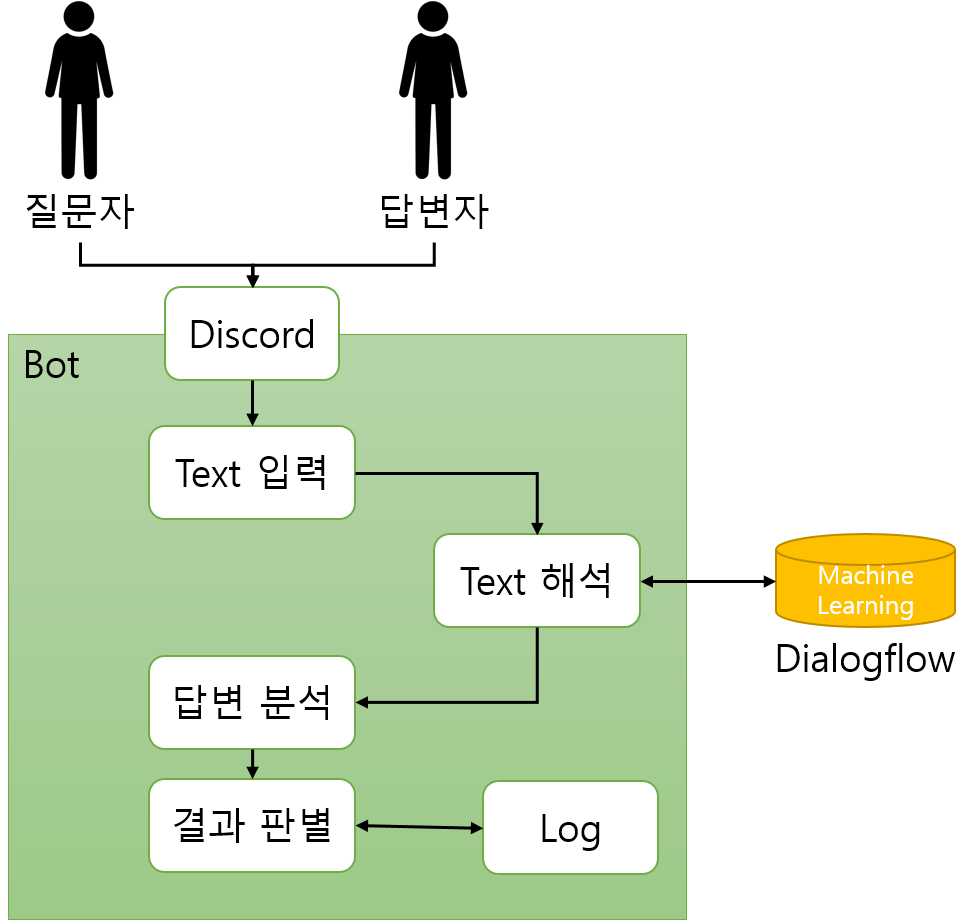 질문자
답변자
Discord
Bot
Text 입력
Text 해석
Machine
Learning
Dialogflow
답변 분석
결과 판별
Log